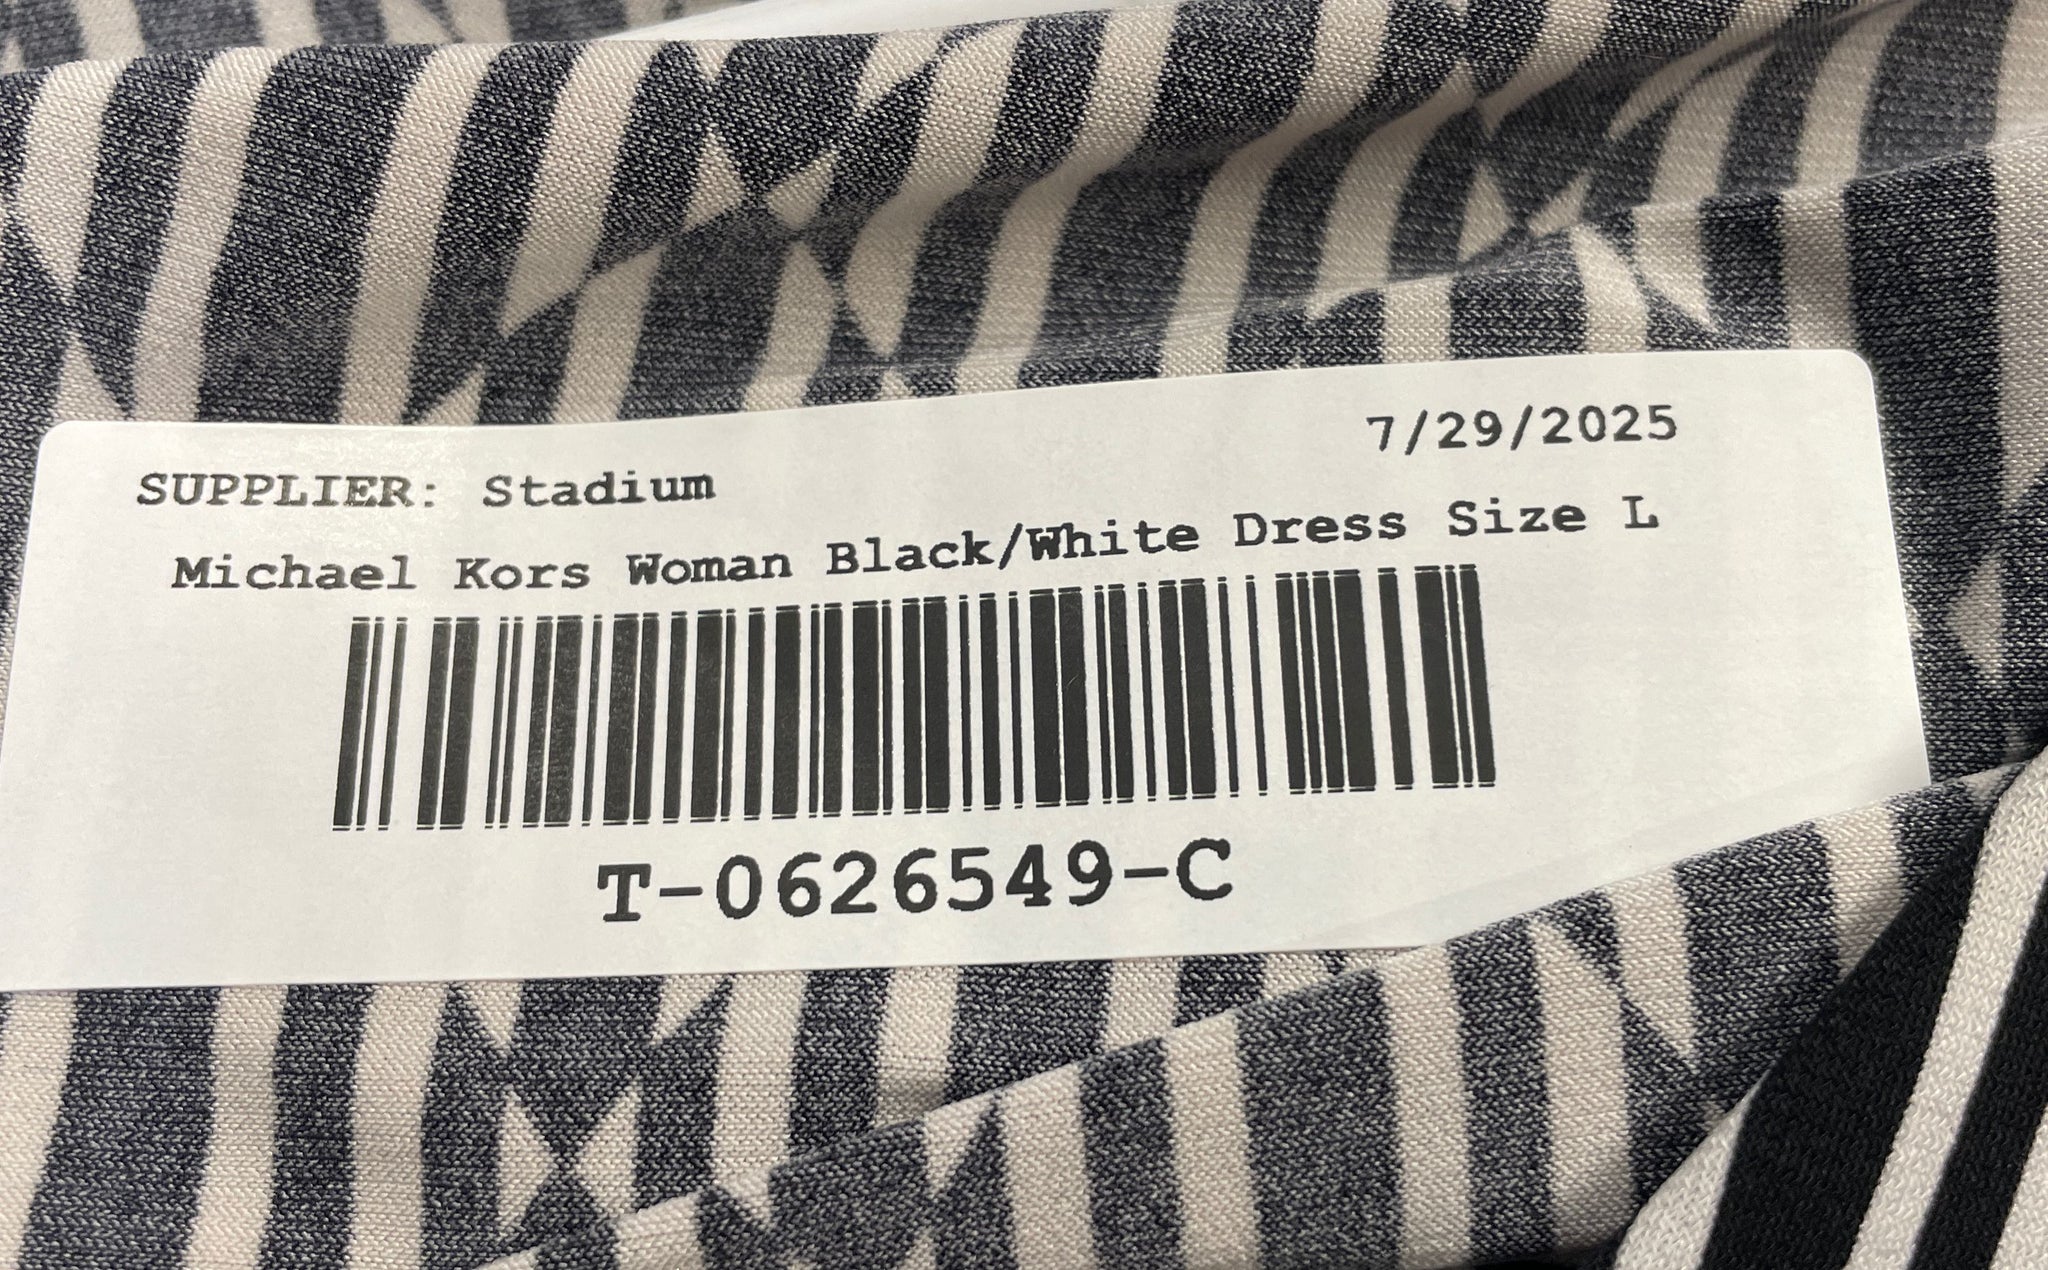 7/29/2025
SUPPLIER: Stadium
Michael Kors Woman Black/White Dress Size L
T-0626549-C